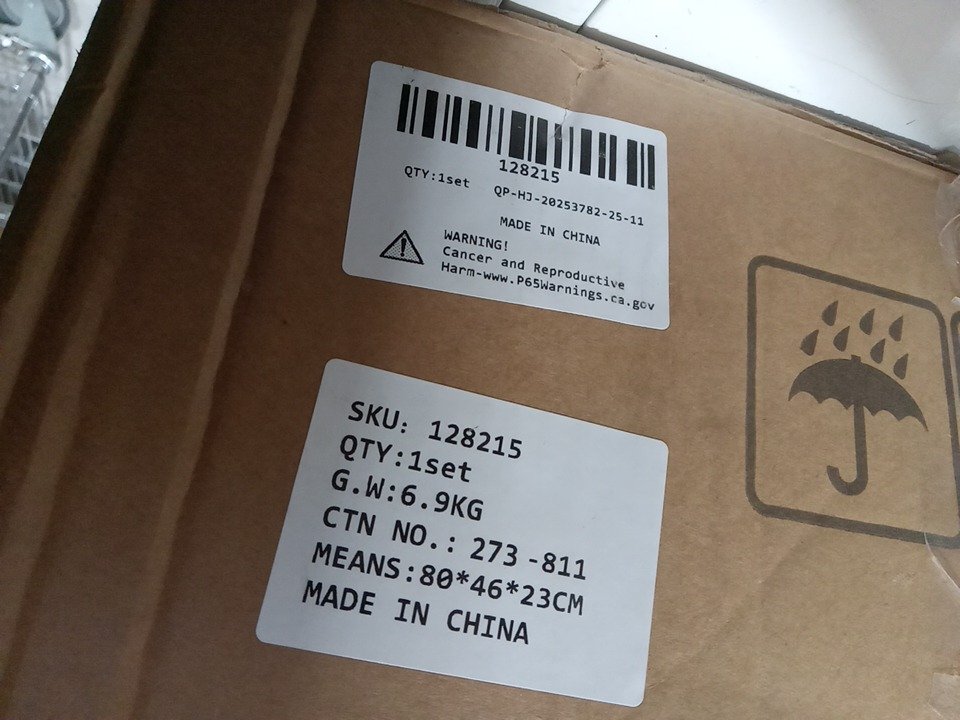 128215
QTY:1set QP-HJ-20253782-25-11
MADE IN CHINA
WARNING!
Cancer and Reproductive
Harm-www.P65Warnings.ca.gov
SKU: 128215
QTY:1set
G.W:6.9KG
CTN NO.: 273-811
MEANS:80*46*23CM
MADE IN CHINA